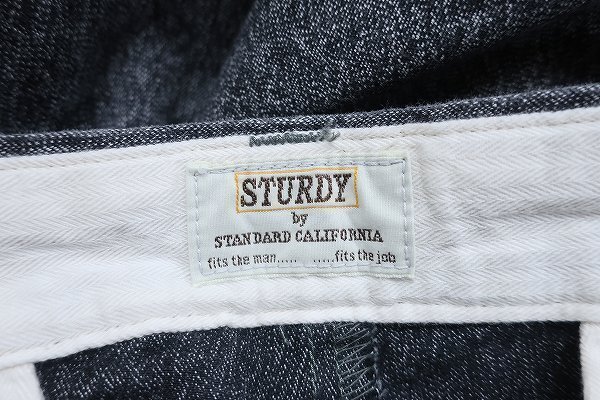 STURDY
by
STANDARD CALIFORNIA
fits the man..... .....fits the job